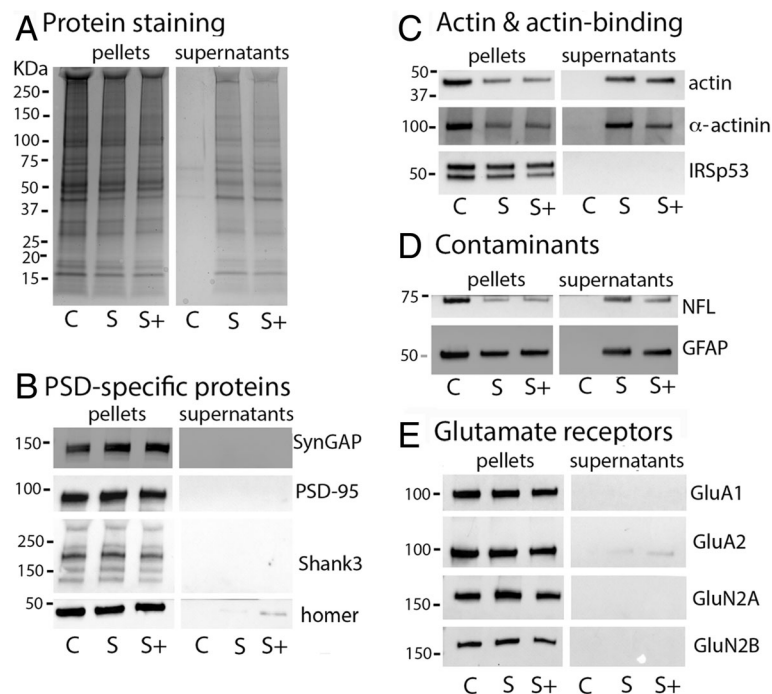 A Protein staining
pellets supernatants
KDa
250
150
100
75
50
37
25
20
15
C S S+ C S S+
B PSD-specific proteins
pellets supernatants
150 SynGAP
100 PSD-95
250
150 Shank3
50 homer
C S S+ C S S+
C Actin & actin-binding
pellets supernatants
50
37 actin
100 α-actinin
50 IRSp53
C S S+ C S S+
D Contaminants
pellets supernatants
75 NFL
50 GFAP
C S S+ C S S+
E Glutamate receptors
pellets supernatants
100 GluA1
100 GluA2
150 GluN2A
150 GluN2B
C S S+ C S S+